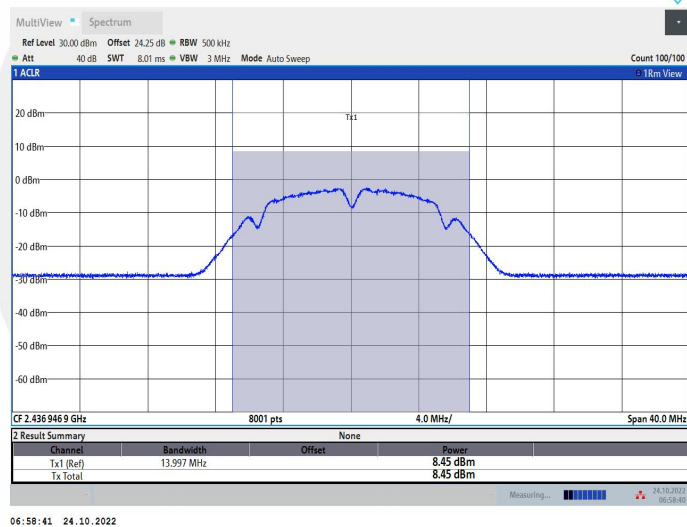 MultiView Spectrum
Ref Level 30.00 dBm Offset 24.25 dB RBW 500 kHz
Att 40 dB SWT 8.01 ms VBW 3 MHz Mode Auto Sweep Count 100/100
1 ACLR 1Rm View
Tx1
20 dBm
10 dBm
0 dBm
-10 dBm
-20 dBm
-30 dBm
-40 dBm
-50 dBm
-60 dBm
CF 2.436 946 9 GHz 8001 pts 4.0 MHz/ Span 40.0 MHz
2 Result Summary None
Channel Bandwidth Offset Power
Tx1 (Ref) 13.997 MHz 8.45 dBm
Tx Total 8.45 dBm
Measuring... 24.10.2022
06:58:40
06:58:41 24.10.2022